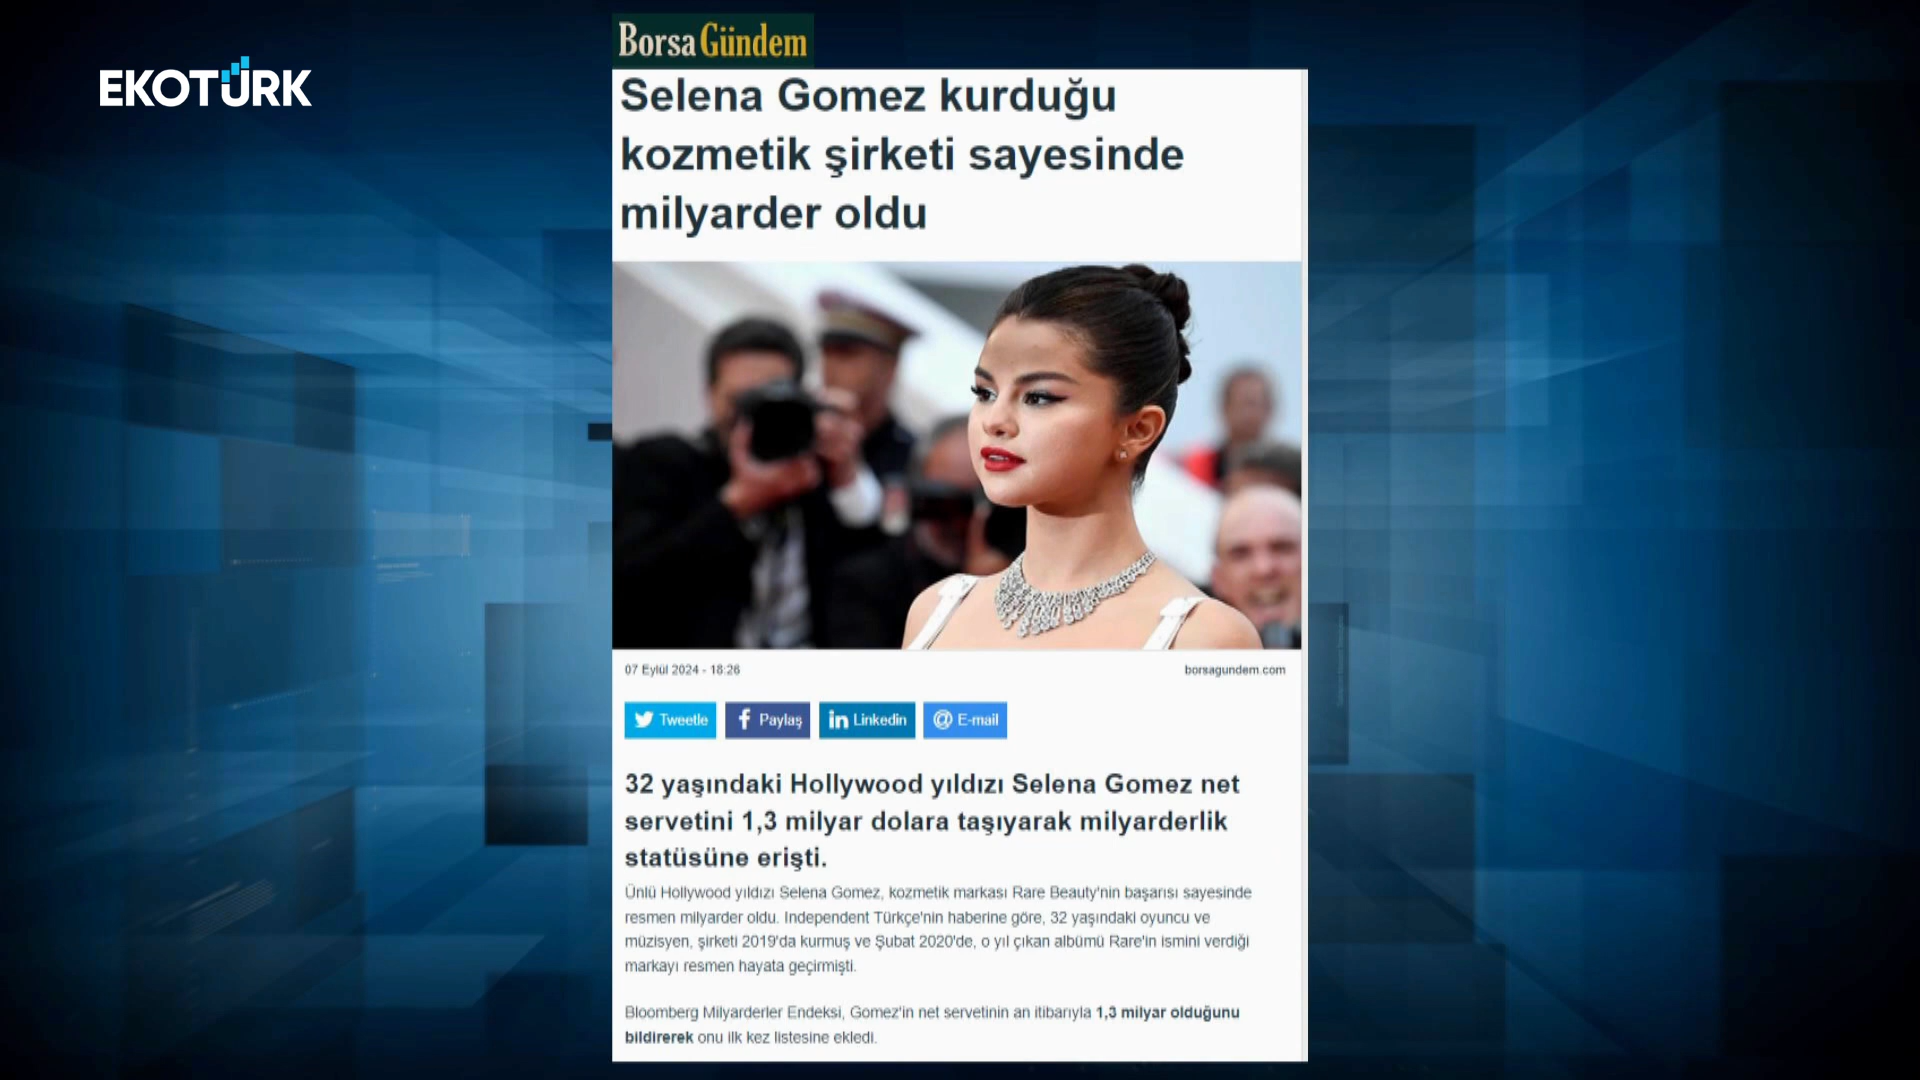 EKOTÜRK
Borsa Gündem
Selena Gomez kurduğu
kozmetik şirketi sayesinde
milyarder oldu
07 Eylül 2024 - 18:26
borsagundem.com
Tweetle
Paylaş
Linkedin
E-mail
32 yaşındaki Hollywood yıldızı Selena Gomez net
servetini 1,3 milyar dolara taşıyarak milyarderlik
statüsüne erişti.
Ünlü Hollywood yıldızı Selena Gomez, kozmetik markası Rare Beauty'nin başarısı sayesinde
resmen milyarder oldu. Independent Türkçe'nin haberine göre, 32 yaşındaki oyuncu ve
müzisyen, şirketi 2019'da kurmuş ve Şubat 2020'de, o yıl çıkan albümü Rare'in ismini verdiği
markayı resmen hayata geçirmişti.
Bloomberg Milyarderler Endeksi, Gomez'in net servetinin an itibarıyla 1,3 milyar olduğunu
bildirerek onu ilk kez listesine ekledi.